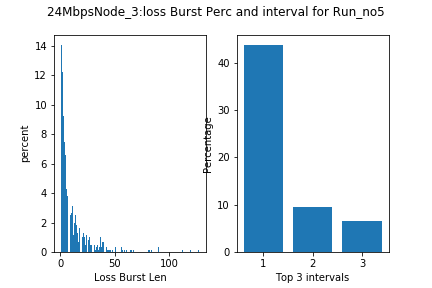 24MbpsNode_3:loss Burst Perc and interval for Run_no5
percent
14
12
10
8
6
4
2
0
0 50 100
Loss Burst Len
Percentage
40
30
20
10
0
1 2 3
Top 3 intervals